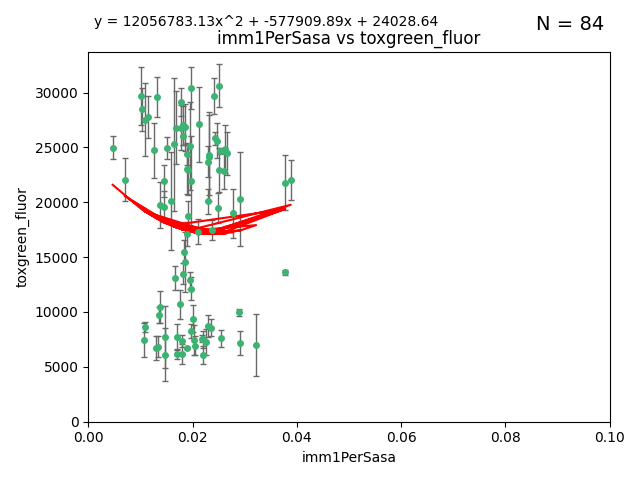 y = 12056783.13x^2 + -577909.89x + 24028.64
N = 84
imm1PerSasa vs toxgreen_fluor
toxgreen_fluor
30000
25000
20000
15000
10000
5000
0
0.00 0.02 0.04 0.06 0.08 0.10
imm1PerSasa